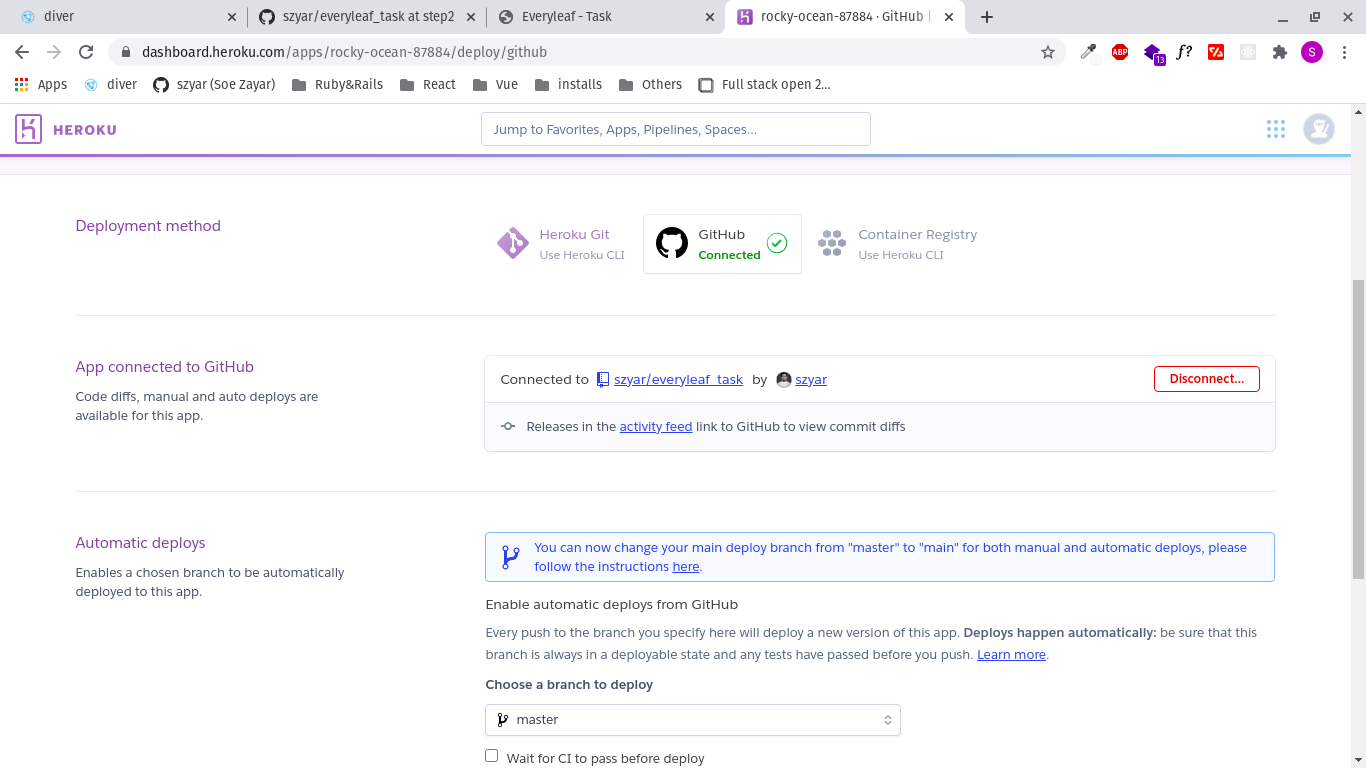 diver
szyar/everyleaf_task at step2
Everyleaf - Task
rocky-ocean-87884 · GitHub |
dashboard.heroku.com/apps/rocky-ocean-87884/deploy/github
ABP
13
f?
S
Apps
diver
szyar (Soe Zayar)
Ruby&Rails
React
Vue
installs
Others
Full stack open 2...
HEROKU
Jump to Favorites, Apps, Pipelines, Spaces...
Deployment method
Heroku Git
Use Heroku CLI
GitHub
Connected
Container Registry
Use Heroku CLI
App connected to GitHub
Code diffs, manual and auto deploys are
available for this app.
Connected to szyar/everyleaf_task by szyar
Disconnect...
Releases in the activity feed link to GitHub to view commit diffs
Automatic deploys
Enables a chosen branch to be automatically
deployed to this app.
You can now change your main deploy branch from "master" to "main" for both manual and automatic deploys, please
follow the instructions here.
Enable automatic deploys from GitHub
Every push to the branch you specify here will deploy a new version of this app. Deploys happen automatically: be sure that this
branch is always in a deployable state and any tests have passed before you push. Learn more.
Choose a branch to deploy
master
Wait for CI to pass before deploy